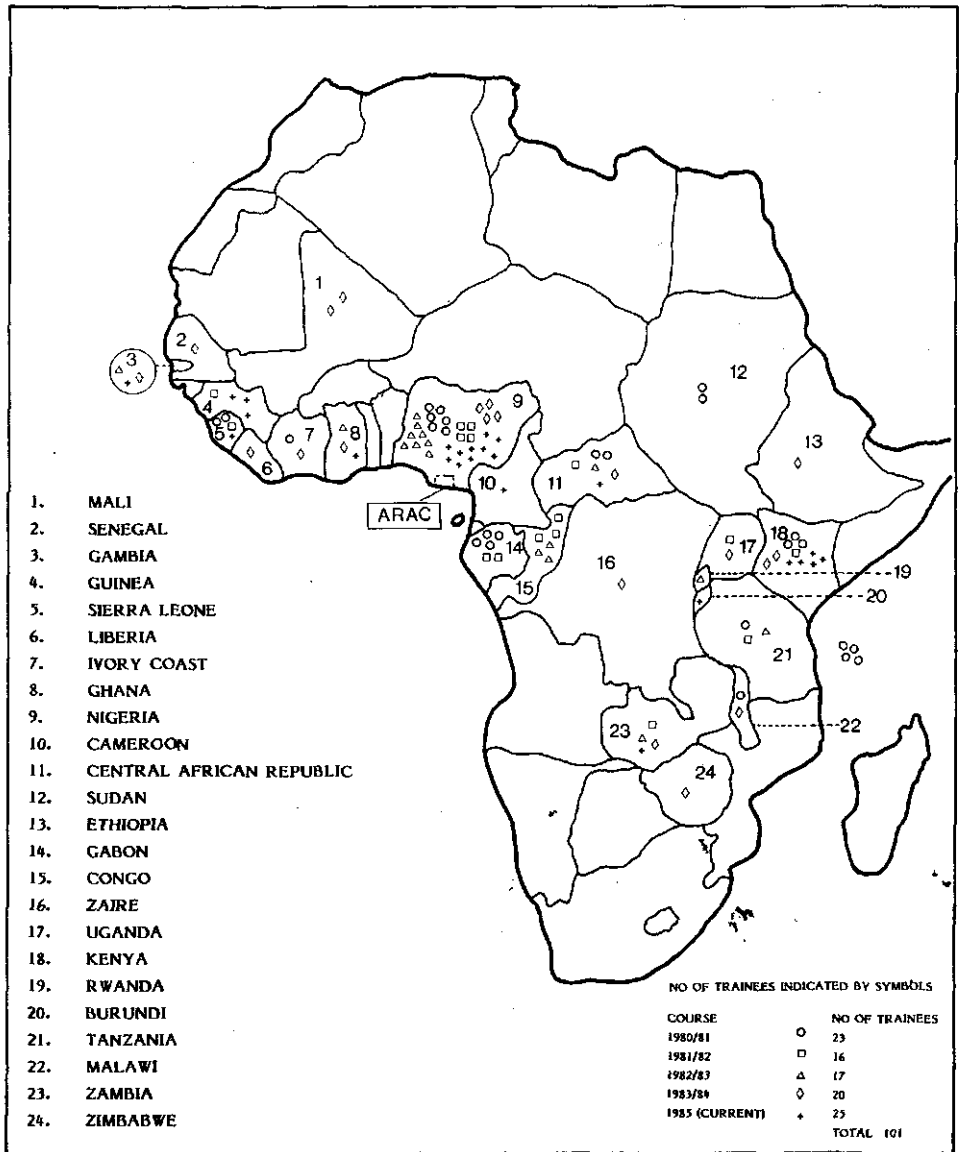 1
2
3
12
4
9
5
7
8
13
6
11
10
ARAC
14
17
18
15
16
19
20
21
22
23
24
1. MALI
2. SENEGAL
3. GAMBIA
4. GUINEA
5. SIERRA LEONE
6. LIBERIA
7. IVORY COAST
8. GHANA
9. NIGERIA
10. CAMEROON
11. CENTRAL AFRICAN REPUBLIC
12. SUDAN
13. ETHIOPIA
14. GABON
15. CONGO
16. ZAIRE
17. UGANDA
18. KENYA
19. RWANDA
20. BURUNDI
21. TANZANIA
22. MALAWI
23. ZAMBIA
24. ZIMBABWE
NO OF TRAINEES INDICATED BY SYMBOLS
COURSE NO OF TRAINEES
1980/81 ○ 23
1981/82 □ 16
1982/83 △ 17
1983/84 ◇ 20
1985 (CURRENT) + 25
TOTAL 101